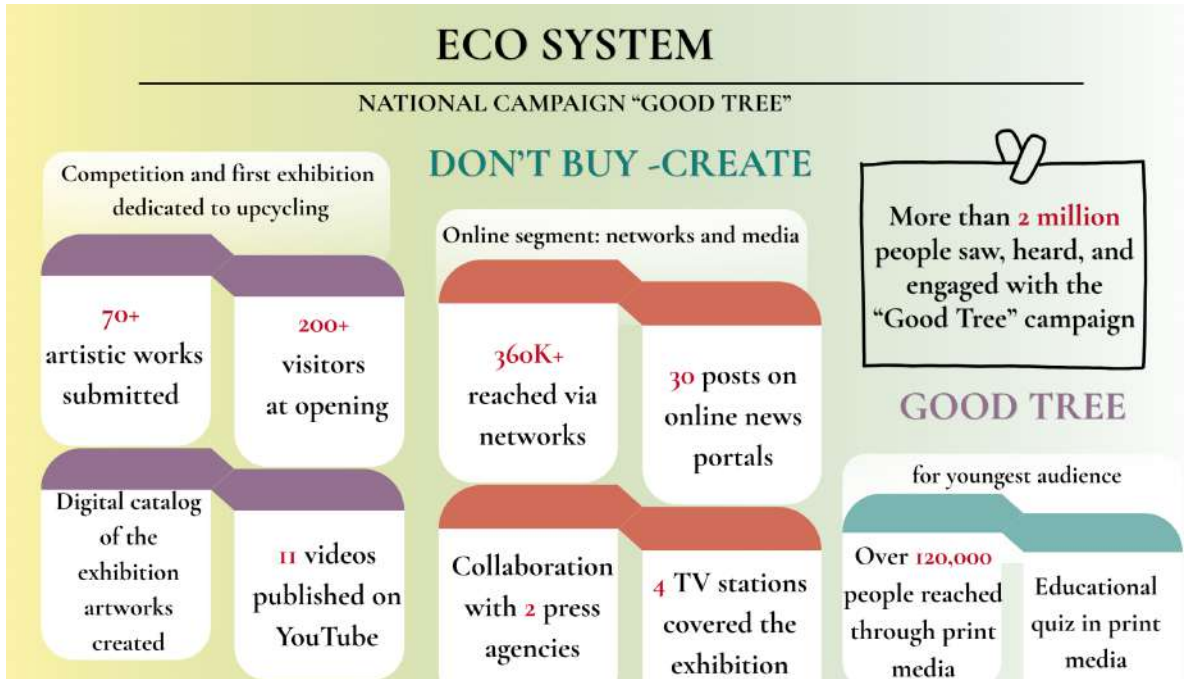 ECO SYSTEM
NATIONAL CAMPAIGN “GOOD TREE”
Competition and first exhibition
dedicated to upcycling
70+
artistic works
submitted
200+
visitors
at opening
Digital catalog
of the
exhibition
artworks
created
11 videos
published on
YouTube
DON’T BUY -CREATE
Online segment: networks and media
360K+
reached via
networks
30 posts on
online news
portals
Collaboration
with 2 press
agencies
4 TV stations
covered the
exhibition
More than 2 million
people saw, heard, and
engaged with the
“Good Tree” campaign
GOOD TREE
for youngest audience
Over 120,000
people reached
through print
media
Educational
quiz in print
media